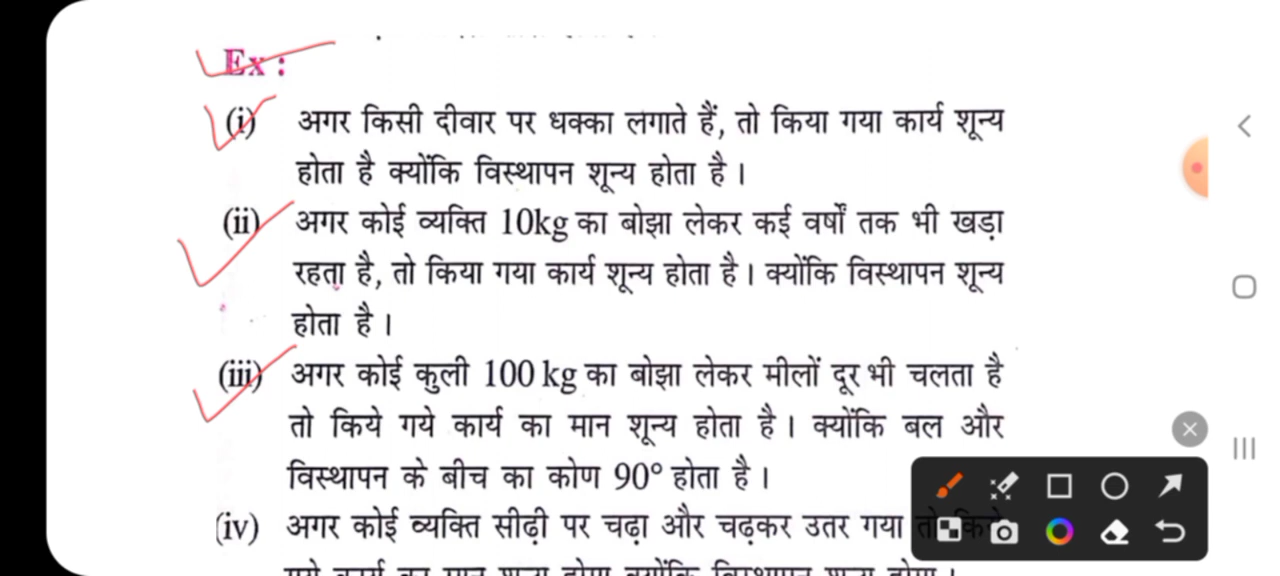 Ex :
(i) अगर किसी दीवार पर धक्का लगाते हैं, तो किया गया कार्य शून्य
होता है क्योंकि विस्थापन शून्य होता है।
(ii) अगर कोई व्यक्ति 10kg का बोझा लेकर कई वर्षों तक भी खड़ा
रहता है, तो किया गया कार्य शून्य होता है। क्योंकि विस्थापन शून्य
होता है।
(iii) अगर कोई कुली 100 kg का बोझा लेकर मीलों दूर भी चलता है
तो किये गये कार्य का मान शून्य होता है। क्योंकि बल और
विस्थापन के बीच का कोण 90° होता है।
(iv) अगर कोई व्यक्ति सीढ़ी पर चढ़ा और चढ़कर उतर गया तो किये
गये कार्य का मान शून्य होगा क्योंकि विस्थापन शून्य होगा।